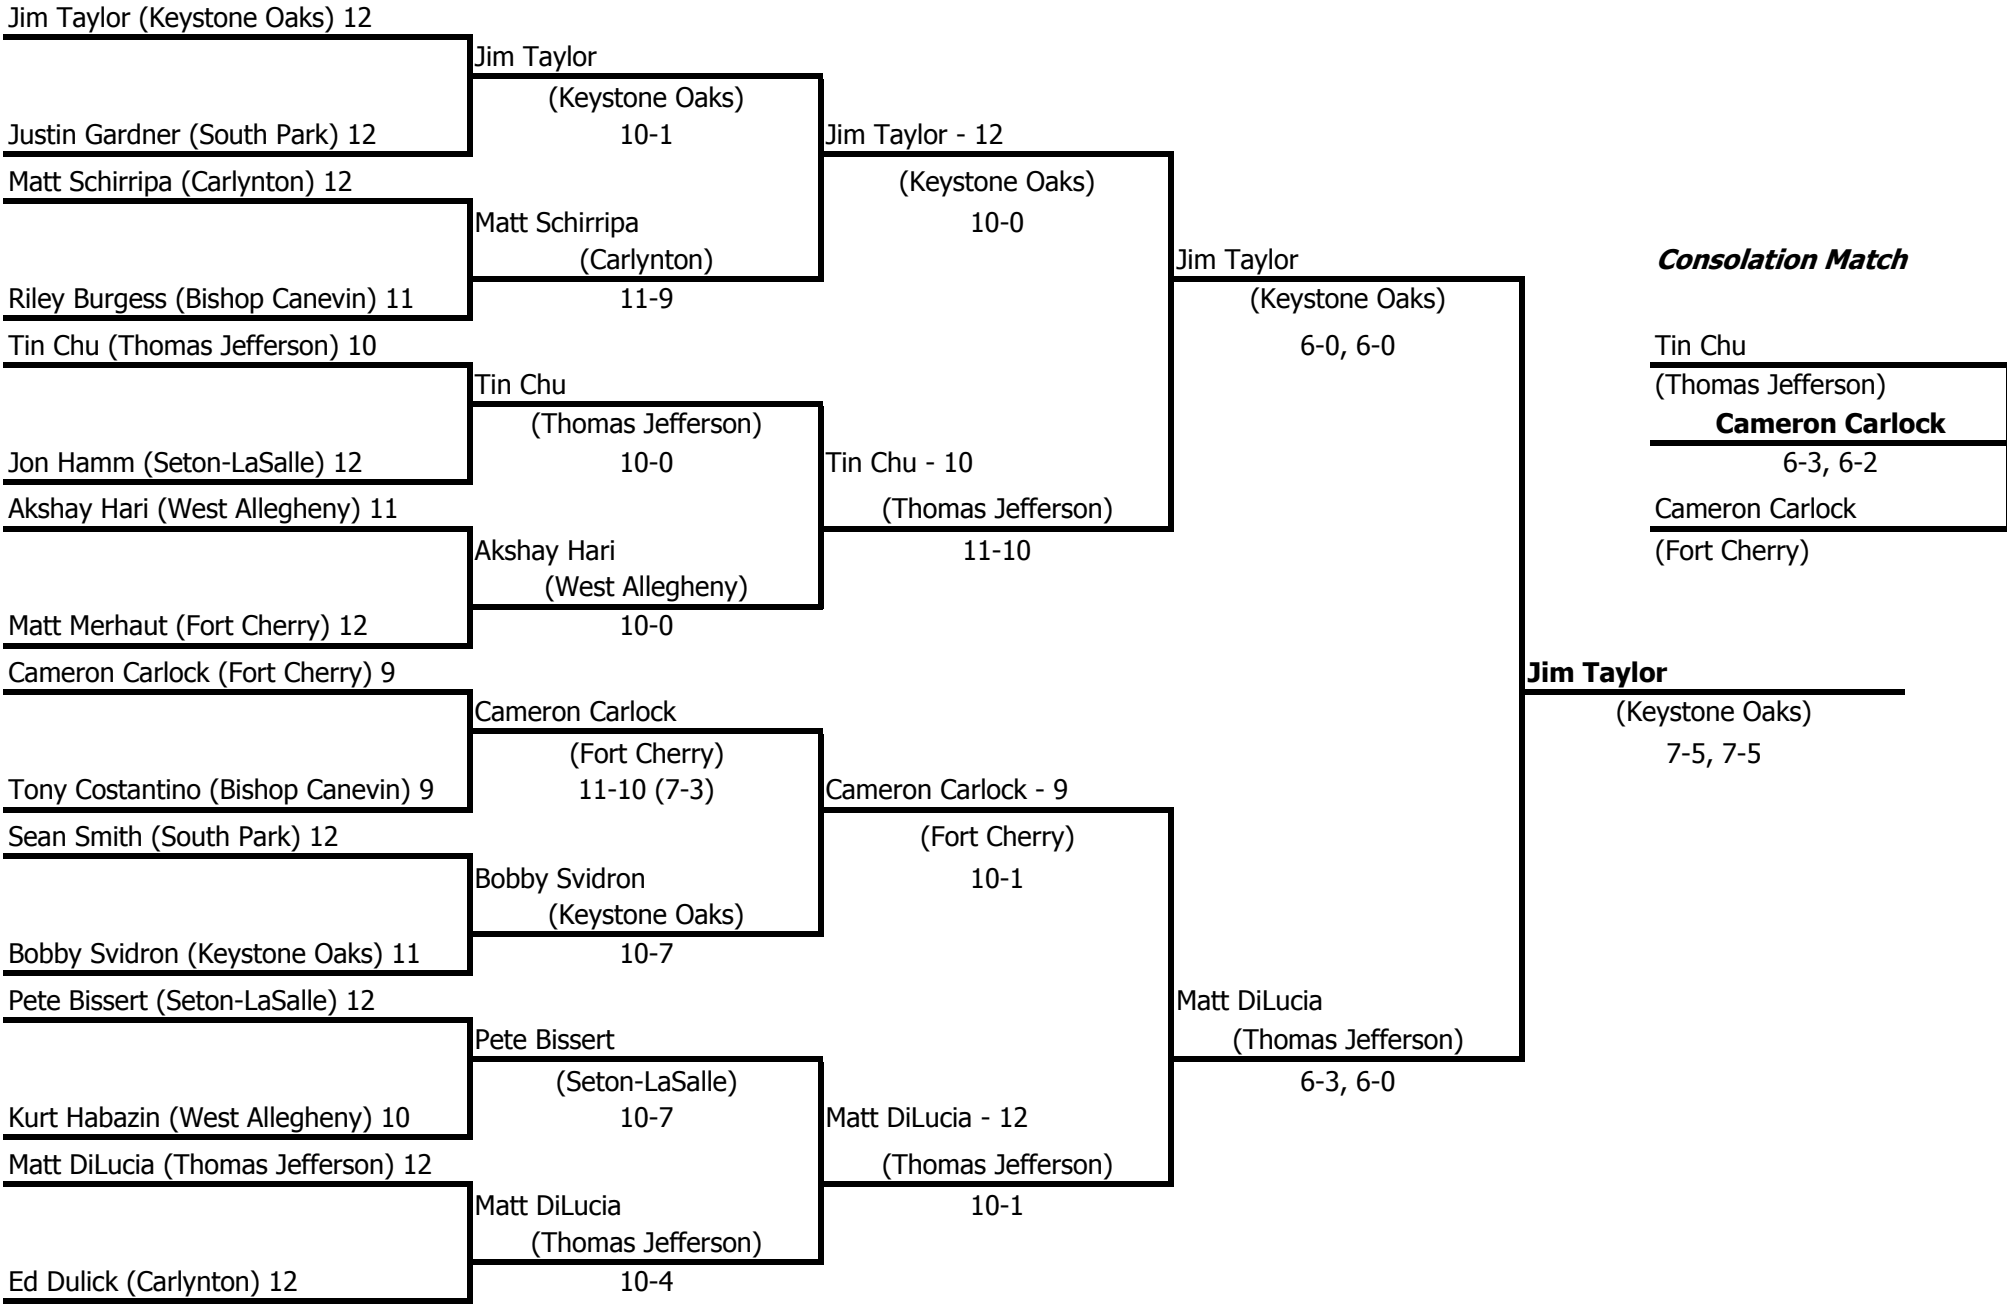 Jim Taylor (Keystone Oaks) 12
Justin Gardner (South Park) 12
Matt Schirripa (Carlynton) 12
Riley Burgess (Bishop Canevin) 11
Tin Chu (Thomas Jefferson) 10
Jon Hamm (Seton-LaSalle) 12
Akshay Hari (West Allegheny) 11
Matt Merhaut (Fort Cherry) 12
Cameron Carlock (Fort Cherry) 9
Tony Costantino (Bishop Canevin) 9
Sean Smith (South Park) 12
Bobby Svidron (Keystone Oaks) 11
Pete Bissert (Seton-LaSalle) 12
Kurt Habazin (West Allegheny) 10
Matt DiLucia (Thomas Jefferson) 12
Ed Dulick (Carlynton) 12
Jim Taylor
(Keystone Oaks)
10-1
Matt Schirripa
(Carlynton)
11-9
Tin Chu
(Thomas Jefferson)
10-0
Akshay Hari
(West Allegheny)
10-0
Cameron Carlock
(Fort Cherry)
11-10 (7-3)
Bobby Svidron
(Keystone Oaks)
10-7
Pete Bissert
(Seton-LaSalle)
10-7
Matt DiLucia
(Thomas Jefferson)
10-4
Jim Taylor - 12
(Keystone Oaks)
10-0
Tin Chu - 10
(Thomas Jefferson)
11-10
Cameron Carlock - 9
(Fort Cherry)
10-1
Matt DiLucia - 12
(Thomas Jefferson)
10-1
Jim Taylor
(Keystone Oaks)
6-0, 6-0
Matt DiLucia
(Thomas Jefferson)
6-3, 6-0
Jim Taylor
(Keystone Oaks)
7-5, 7-5
Consolation Match
Tin Chu
(Thomas Jefferson)
Cameron Carlock
6-3, 6-2
Cameron Carlock
(Fort Cherry)